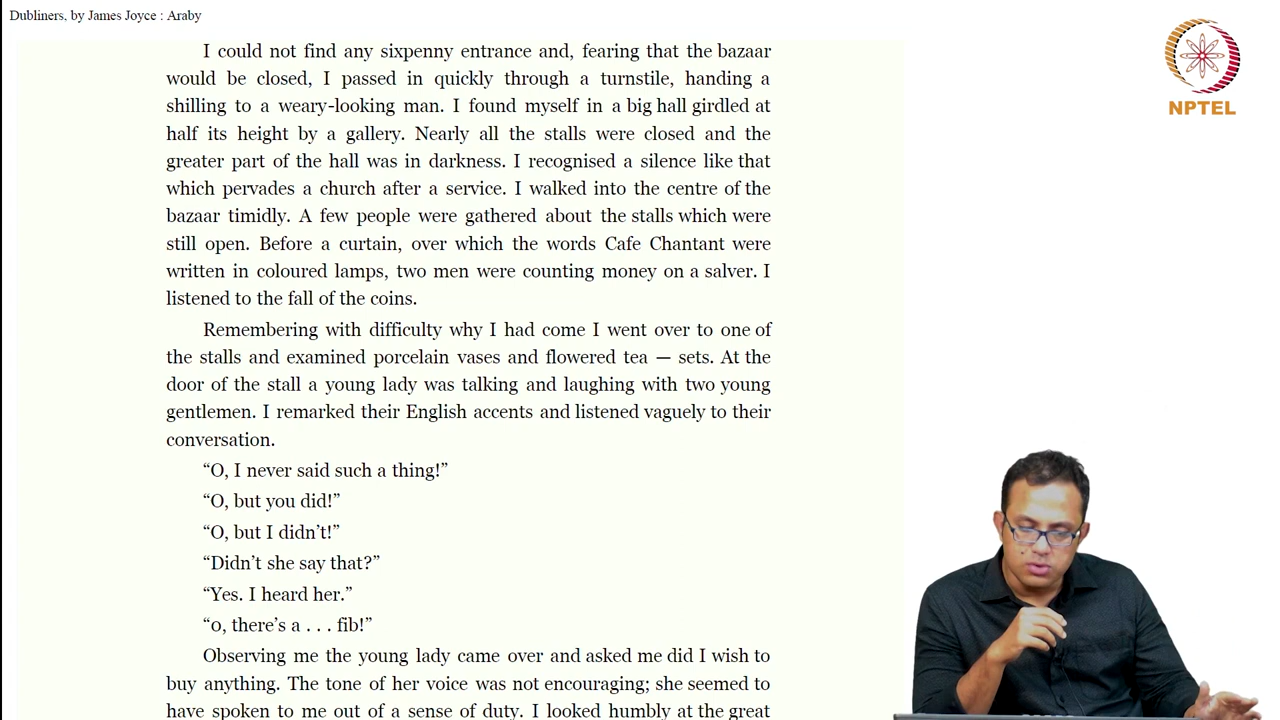 Dubliners, by James Joyce : Araby
NPTEL
I could not find any sixpenny entrance and, fearing that the bazaar
would be closed, I passed in quickly through a turnstile, handing a
shilling to a weary-looking man. I found myself in a big hall girdled at
half its height by a gallery. Nearly all the stalls were closed and the
greater part of the hall was in darkness. I recognised a silence like that
which pervades a church after a service. I walked into the centre of the
bazaar timidly. A few people were gathered about the stalls which were
still open. Before a curtain, over which the words Cafe Chantant were
written in coloured lamps, two men were counting money on a salver. I
listened to the fall of the coins.
Remembering with difficulty why I had come I went over to one of
the stalls and examined porcelain vases and flowered tea — sets. At the
door of the stall a young lady was talking and laughing with two young
gentlemen. I remarked their English accents and listened vaguely to their
conversation.
“O, I never said such a thing!”
“O, but you did!”
“O, but I didn’t!”
“Didn’t she say that?”
“Yes. I heard her.”
“o, there’s a . . . fib!”
Observing me the young lady came over and asked me did I wish to
buy anything. The tone of her voice was not encouraging; she seemed to
have spoken to me out of a sense of duty. I looked humbly at the great